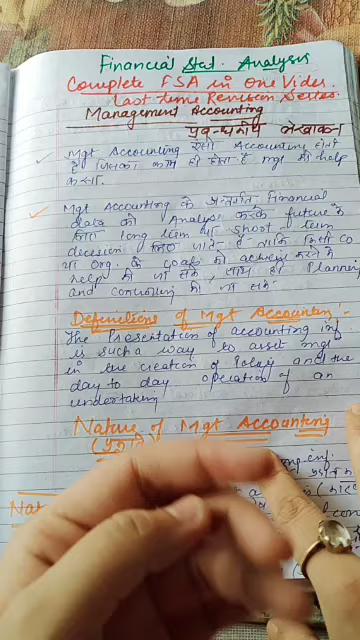 Financial Stat. Analysis
Complete FSA in One Video
Last time Revision Series
Management Accounting
प्रबन्धकीय लेखांकन
Mgt Accounting ऐसी Accounting होती
है जिसका काम ही होता है mgt की help
करना
Mgt Accounting के अन्तर्गत financial
data को Analyse करके future के
लिए long term या short term
decision लिए जाते है ताकि किसी Co
या Org. के goals को achieve करने में
help की जा सके, साथ ही Planning
and controlling की जा सके
Definitions of Mgt Accounting :-
The Presentation of accounting inf
is such a way to asset mgt
in the creation of Policy and the
day to day operation of an
undertaking
Nature of Mgt Accounting
inf.
Nat